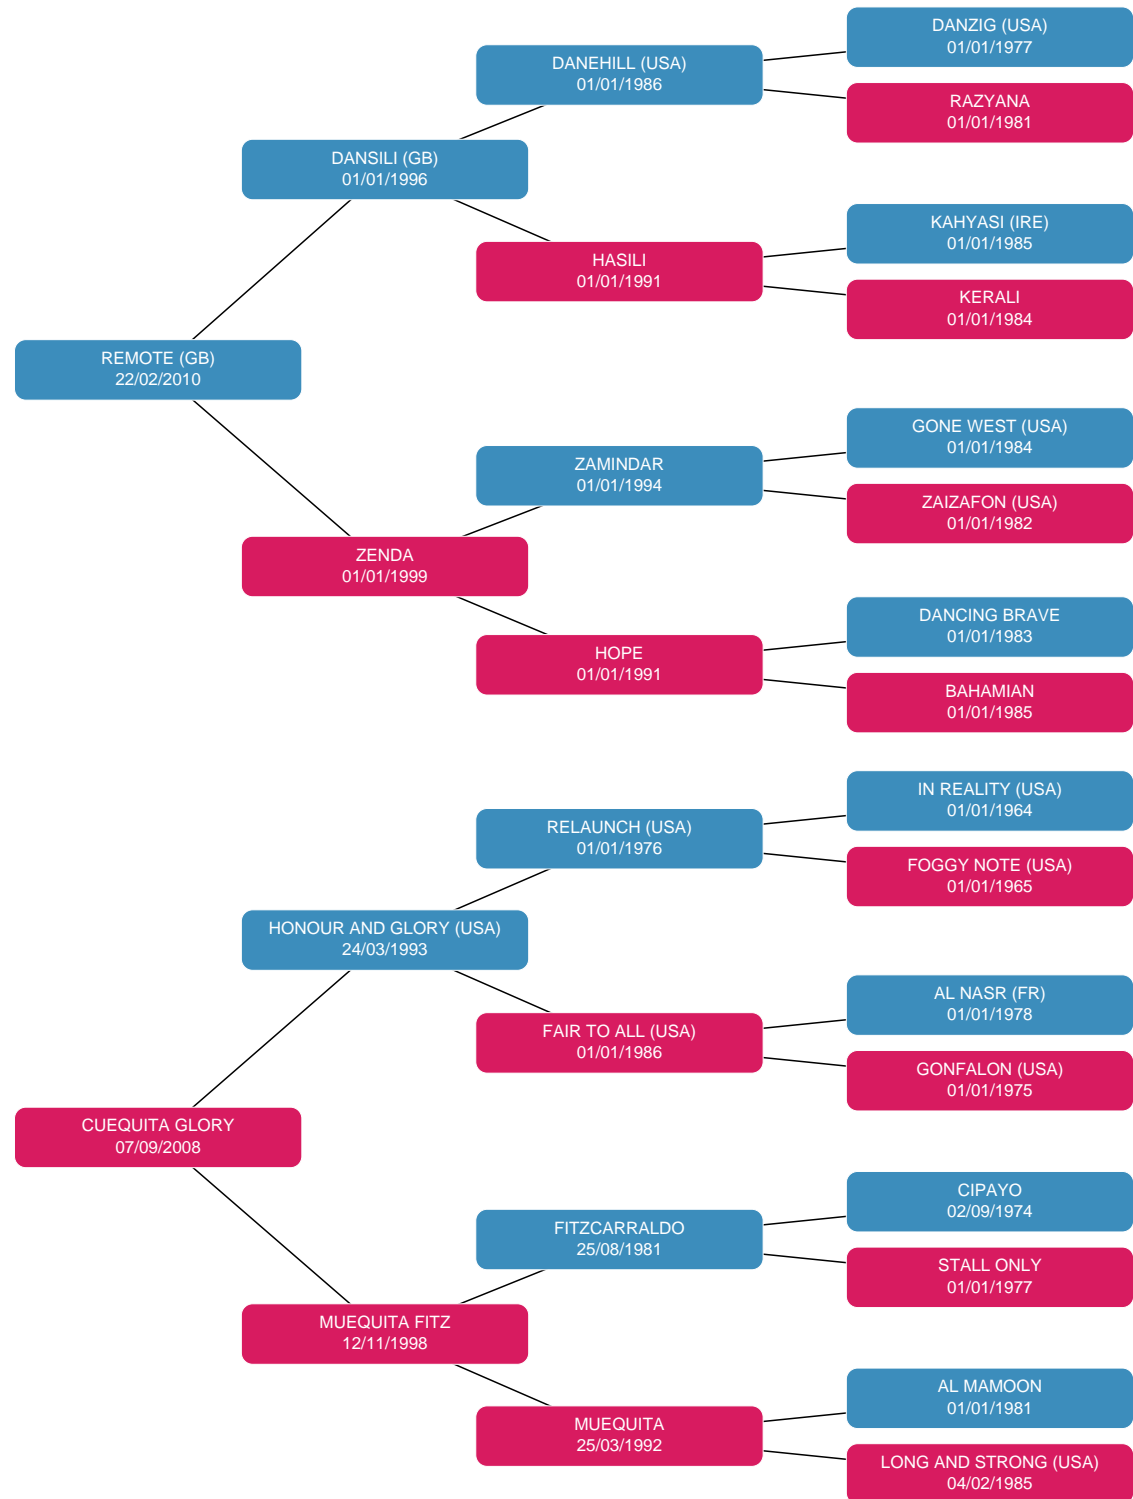 DANZIG (USA)
01/01/1977
DANEHILL (USA)
01/01/1986
RAZYANA
01/01/1981
DANSILI (GB)
01/01/1996
KAHYASI (IRE)
01/01/1985
HASILI
01/01/1991
KERALI
01/01/1984
REMOTE (GB)
22/02/2010
GONE WEST (USA)
01/01/1984
ZAMINDAR
01/01/1994
ZAIZAFON (USA)
01/01/1982
ZENDA
01/01/1999
DANCING BRAVE
01/01/1983
HOPE
01/01/1991
BAHAMIAN
01/01/1985
IN REALITY (USA)
01/01/1964
RELAUNCH (USA)
01/01/1976
FOGGY NOTE (USA)
01/01/1965
HONOUR AND GLORY (USA)
24/03/1993
AL NASR (FR)
01/01/1978
FAIR TO ALL (USA)
01/01/1986
GONFALON (USA)
01/01/1975
CUEQUITA GLORY
07/09/2008
CIPAYO
02/09/1974
FITZCARRALDO
25/08/1981
STALL ONLY
01/01/1977
MUEQUITA FITZ
12/11/1998
AL MAMOON
01/01/1981
MUEQUITA
25/03/1992
LONG AND STRONG (USA)
04/02/1985